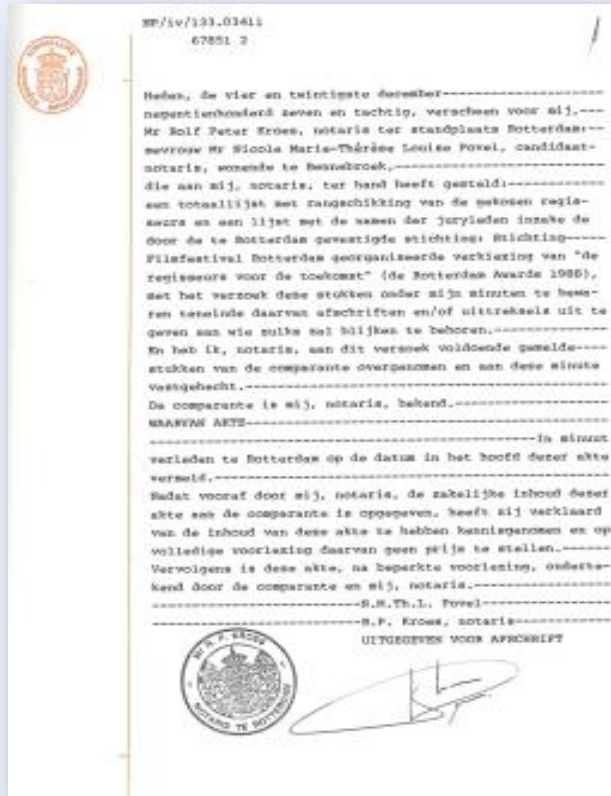 NP/iv/133.03411
67851 2
Heden, de vier en twintigste december--------------------
negentienhonderd zeven en tachtig, verscheen voor mij,---
Mr Rolf Peter Kroes, notaris ter standplaats Rotterdam:--
mevrouw Mr Nicole Maria-Thérèse Louise Povel, candidaat-
notaris, wonende te Bennebroek,--------------------------
die aan mij, notaris, ter hand heeft gesteld:------------
een totaallijst met rangschikking van de gekozen regis-
seurs en een lijst met de namen der juryleden inzake de
door de te Rotterdam gevestigde stichting: Stichting-----
Filmfestival Rotterdam georganiseerde verkiezing van "de
regisseurs voor de toekomst" (de Rotterdam Awards 1988),
met het verzoek deze stukken onder mijn minuten te bewa-
ren teneinde daarvan afschriften en/of uittreksels uit te
geven aan wie zulks zal blijken te behoren.--------------
En heb ik, notaris, aan dit verzoek voldoende gemelde----
stukken van de comparante overgenomen en aan deze minute
vastgehecht.---------------------------------------------
De comparante is mij, notaris, bekend.-------------------
WAARVAN AKTE---------------------------------------------
--------------------------------------------------In minuut
verleden te Rotterdam op de datum in het hoofd dezer akte
vermeld.-------------------------------------------------
Nadat vooraf door mij, notaris, de zakelijke inhoud dezer
akte aan de comparante is opgegeven, heeft zij verklaard
van de inhoud van deze akte te hebben kennisgenomen en op
volledige voorlezing daarvan geen prijs te stellen.------
Vervolgens is deze akte, na beperkte voorlezing, onderte-
kend door de comparante en mij, notaris.-----------------
---------------------------N.M.Th.L. Povel---------------
---------------------------R.P. Kroes, notaris-----------
UITGEGEVEN VOOR AFSCHRIFT
Mr R. P. KROES
NOTARIS TE ROTTERDAM